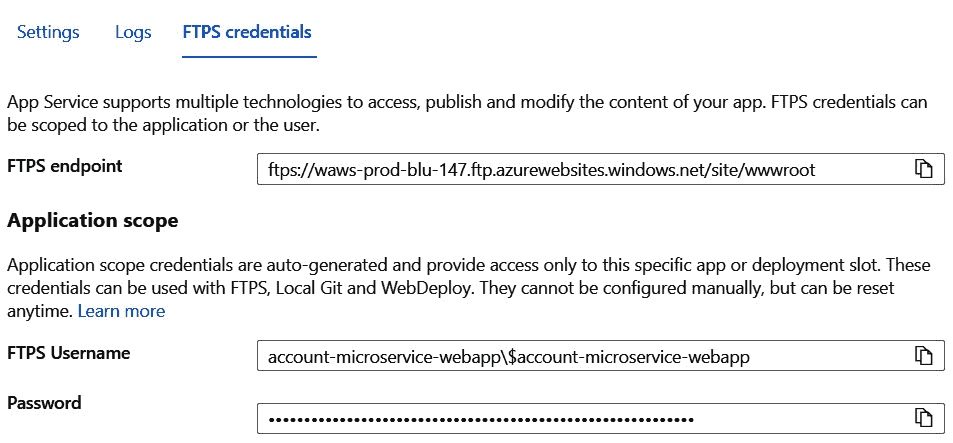 Settings Logs FTPS credentials
App Service supports multiple technologies to access, publish and modify the content of your app. FTPS credentials can
be scoped to the application or the user.
FTPS endpoint ftps://waws-prod-blu-147.ftp.azurewebsites.windows.net/site/wwwroot
Application scope
Application scope credentials are auto-generated and provide access only to this specific app or deployment slot. These
credentials can be used with FTPS, Local Git and WebDeploy. They cannot be configured manually, but can be reset
anytime. Learn more
FTPS Username account-microservice-webapp\$account-microservice-webapp
Password